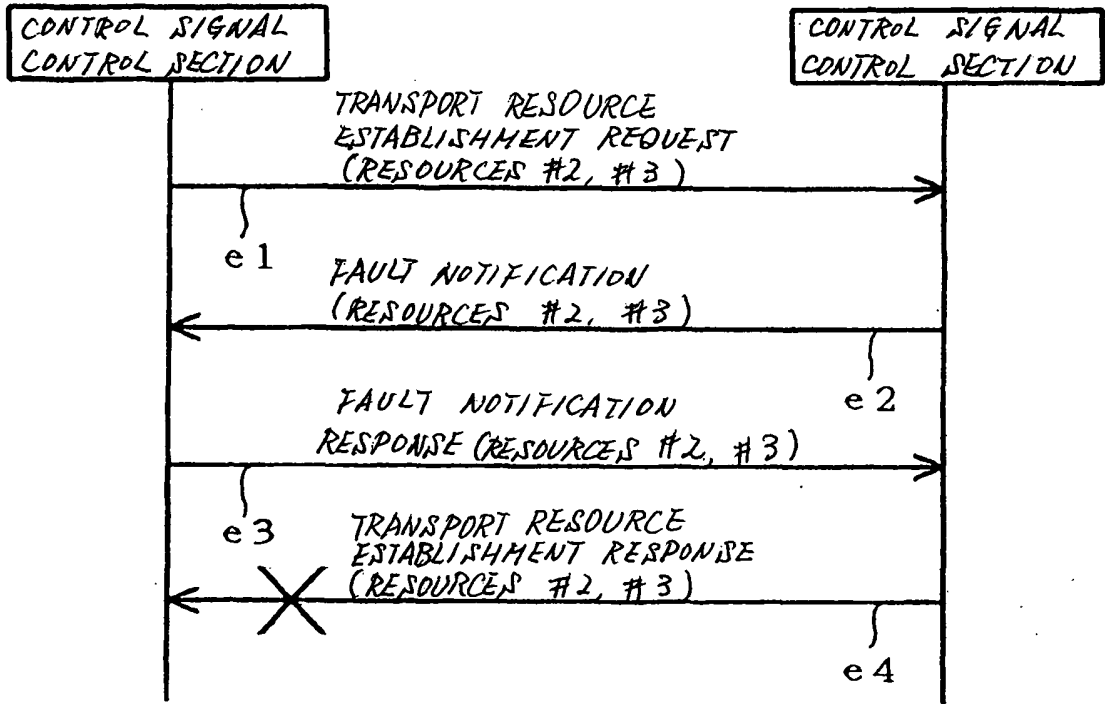 CONTROL SIGNAL
CONTROL SECTION
CONTROL SIGNAL
CONTROL SECTION
TRANSPORT RESOURCE
ESTABLISHMENT REQUEST
(RESOURCES #2, #3)
e1
FAULT NOTIFICATION
(RESOURCES #2, #3)
e2
FAULT NOTIFICATION
RESPONSE (RESOURCES #2, #3)
e3
TRANSPORT RESOURCE
ESTABLISHMENT RESPONSE
(RESOURCES #2, #3)
e4